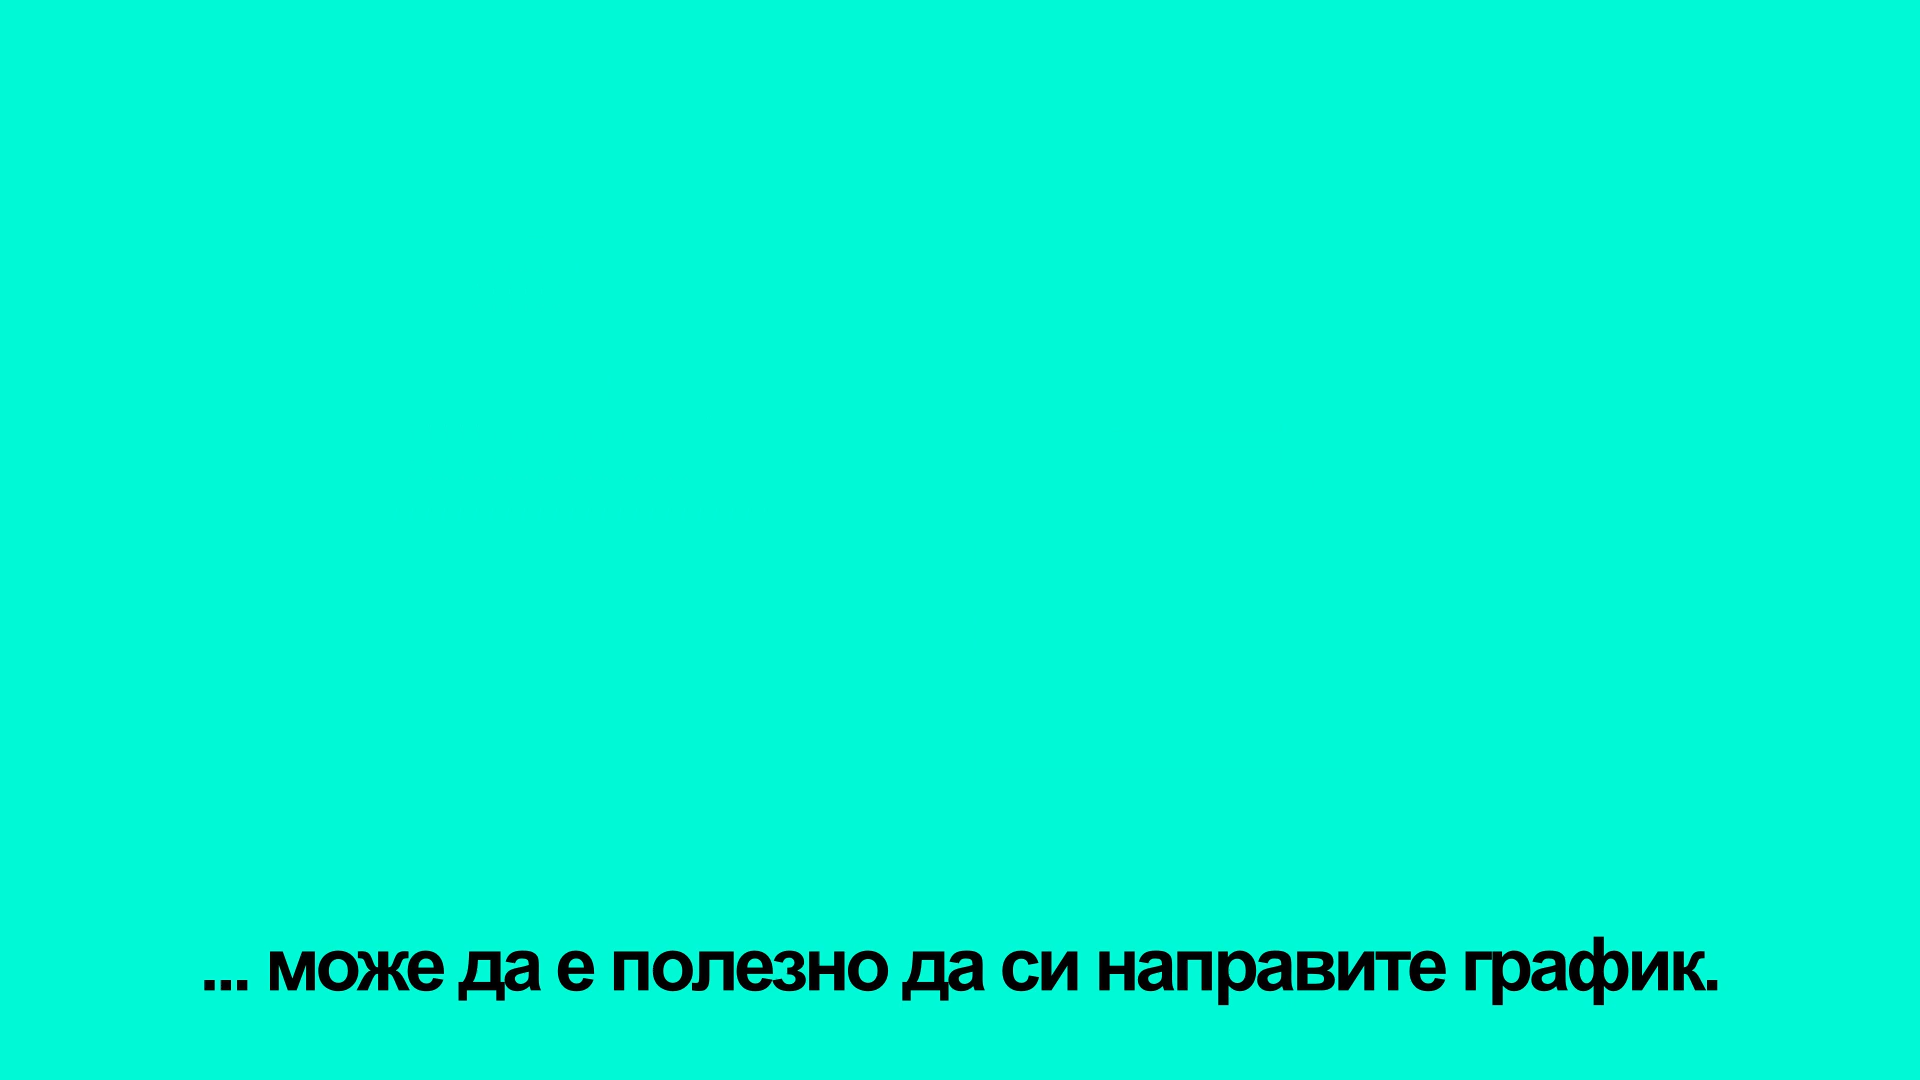 ... може да е полезно да си направите график.